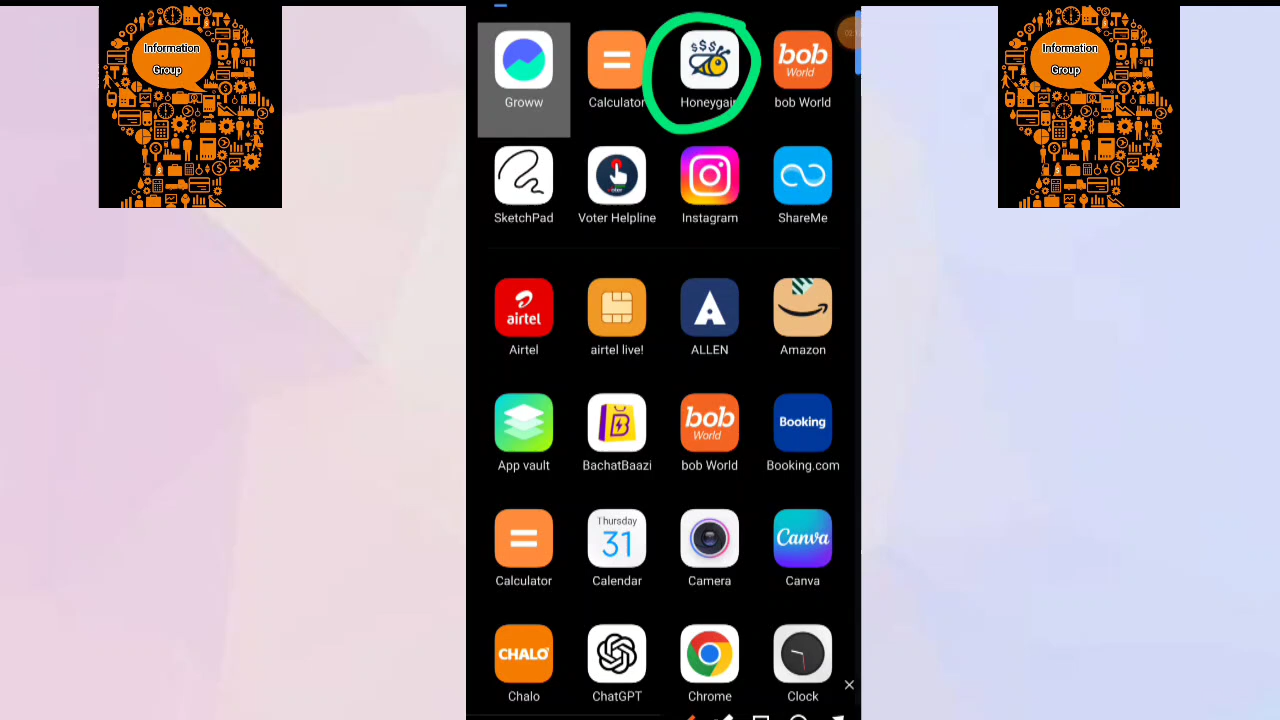 Information
Group
Information
Group
$$$
bob
World
Groww
Calculator
Honeygain
bob World
SketchPad
Voter Helpline
Instagram
ShareMe
airtel
Airtel
airtel live!
ALLEN
Amazon
bob
World
Booking
App vault
BachatBaazi
bob World
Booking.com
Thursday
31
Canva
Calculator
Calendar
Camera
Canva
CHALO
Chalo
ChatGPT
Chrome
Clock